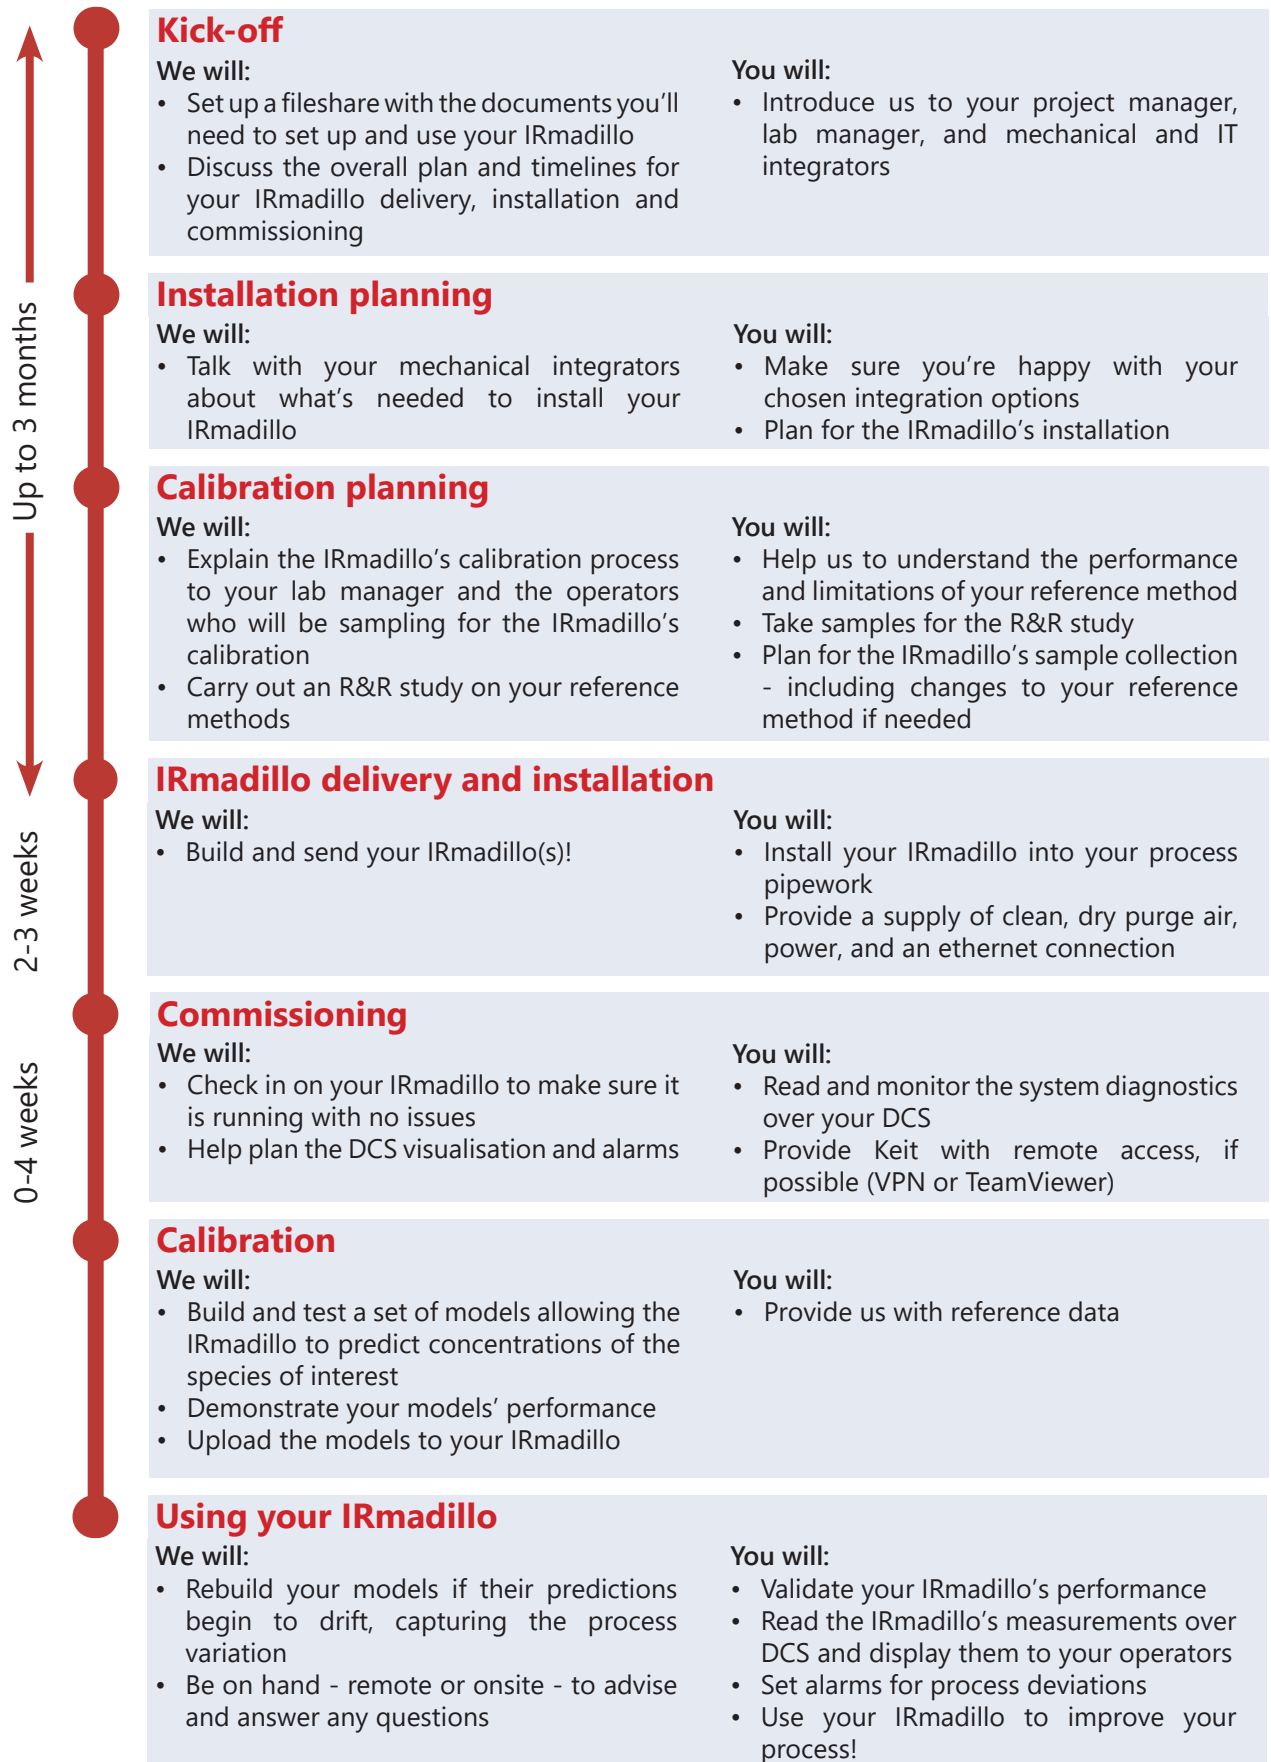 Kick-off
We will:
• Set up a fileshare with the documents you'll
need to set up and use your IRmadillo
• Discuss the overall plan and timelines for
your IRmadillo delivery, installation and
commissioning
You will:
• Introduce us to your project manager,
lab manager, and mechanical and IT
integrators
Up to 3 months
Installation planning
We will:
• Talk with your mechanical integrators
about what's needed to install your
IRmadillo
You will:
• Make sure you're happy with your
chosen integration options
• Plan for the IRmadillo's installation
Calibration planning
We will:
• Explain the IRmadillo's calibration process
to your lab manager and the operators
who will be sampling for the IRmadillo's
calibration
• Carry out an R&R study on your reference
methods
You will:
• Help us to understand the performance
and limitations of your reference method
• Take samples for the R&R study
• Plan for the IRmadillo's sample collection
- including changes to your reference
method if needed
IRmadillo delivery and installation
2-3 weeks
We will:
• Build and send your IRmadillo(s)!
You will:
• Install your IRmadillo into your process
pipework
• Provide a supply of clean, dry purge air,
power, and an ethernet connection
Commissioning
0-4 weeks
We will:
• Check in on your IRmadillo to make sure it
is running with no issues
• Help plan the DCS visualisation and alarms
You will:
• Read and monitor the system diagnostics
over your DCS
• Provide Keit with remote access, if
possible (VPN or TeamViewer)
Calibration
We will:
• Build and test a set of models allowing the
IRmadillo to predict concentrations of the
species of interest
• Demonstrate your models' performance
• Upload the models to your IRmadillo
You will:
• Provide us with reference data
Using your IRmadillo
We will:
• Rebuild your models if their predictions
begin to drift, capturing the process
variation
• Be on hand - remote or onsite - to advise
and answer any questions
You will:
• Validate your IRmadillo's performance
• Read the IRmadillo's measurements over
DCS and display them to your operators
• Set alarms for process deviations
• Use your IRmadillo to improve your
process!